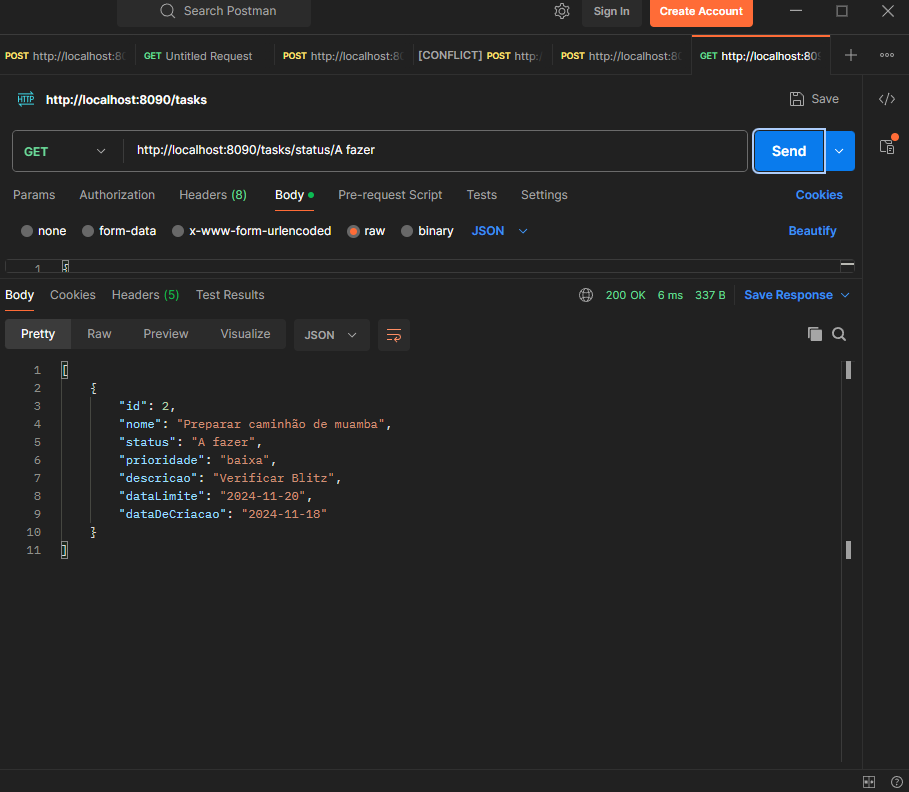 Search Postman Sign In Create Account
POST http://localhost:80 GET Untitled Request POST http://localhost:80 [CONFLICT] POST http: POST http://localhost:80 GET http://localhost:809
HTTP http://localhost:8090/tasks Save </>
GET http://localhost:8090/tasks/status/A fazer Send
Params Authorization Headers (8) Body Pre-request Script Tests Settings Cookies
none form-data x-www-form-urlencoded raw binary JSON Beautify
1 {
Body Cookies Headers (5) Test Results 200 OK 6 ms 337 B Save Response
Pretty Raw Preview Visualize JSON
1 [
2 {
3 "id": 2,
4 "nome": "Preparar caminhão de muamba",
5 "status": "A fazer",
6 "prioridade": "baixa",
7 "descricao": "Verificar Blitz",
8 "dataLimite": "2024-11-20",
9 "dataDeCriacao": "2024-11-18"
10 }
11 ]